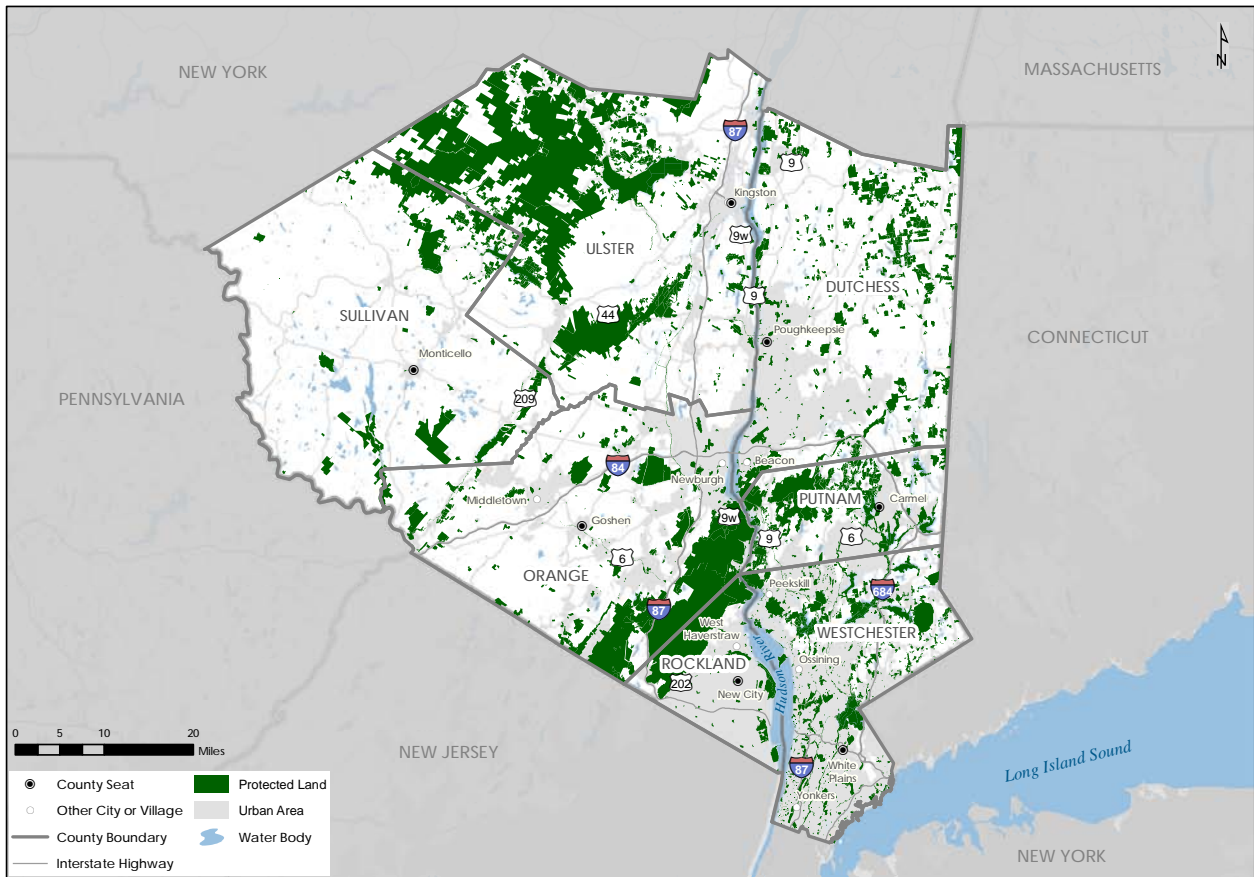 NEW YORK
MASSACHUSETTS
N
87
9
Kingston
9w
ULSTER
DUTCHESS
9
44
SULLIVAN
Poughkeepsie
CONNECTICUT
Monticello
PENNSYLVANIA
209
84
Beacon
Newburgh
Middletown
PUTNAM
Carmel
9w
Goshen
9
6
6
ORANGE
Peekskill
684
87
West
Haverstraw
WESTCHESTER
Hudson River
ROCKLAND
Ossining
202
New City
0 5 10 20
Miles
NEW JERSEY
Long Island Sound
87
White
Plains
Yonkers
County Seat
Protected Land
Other City or Village
Urban Area
County Boundary
Water Body
Interstate Highway
NEW YORK